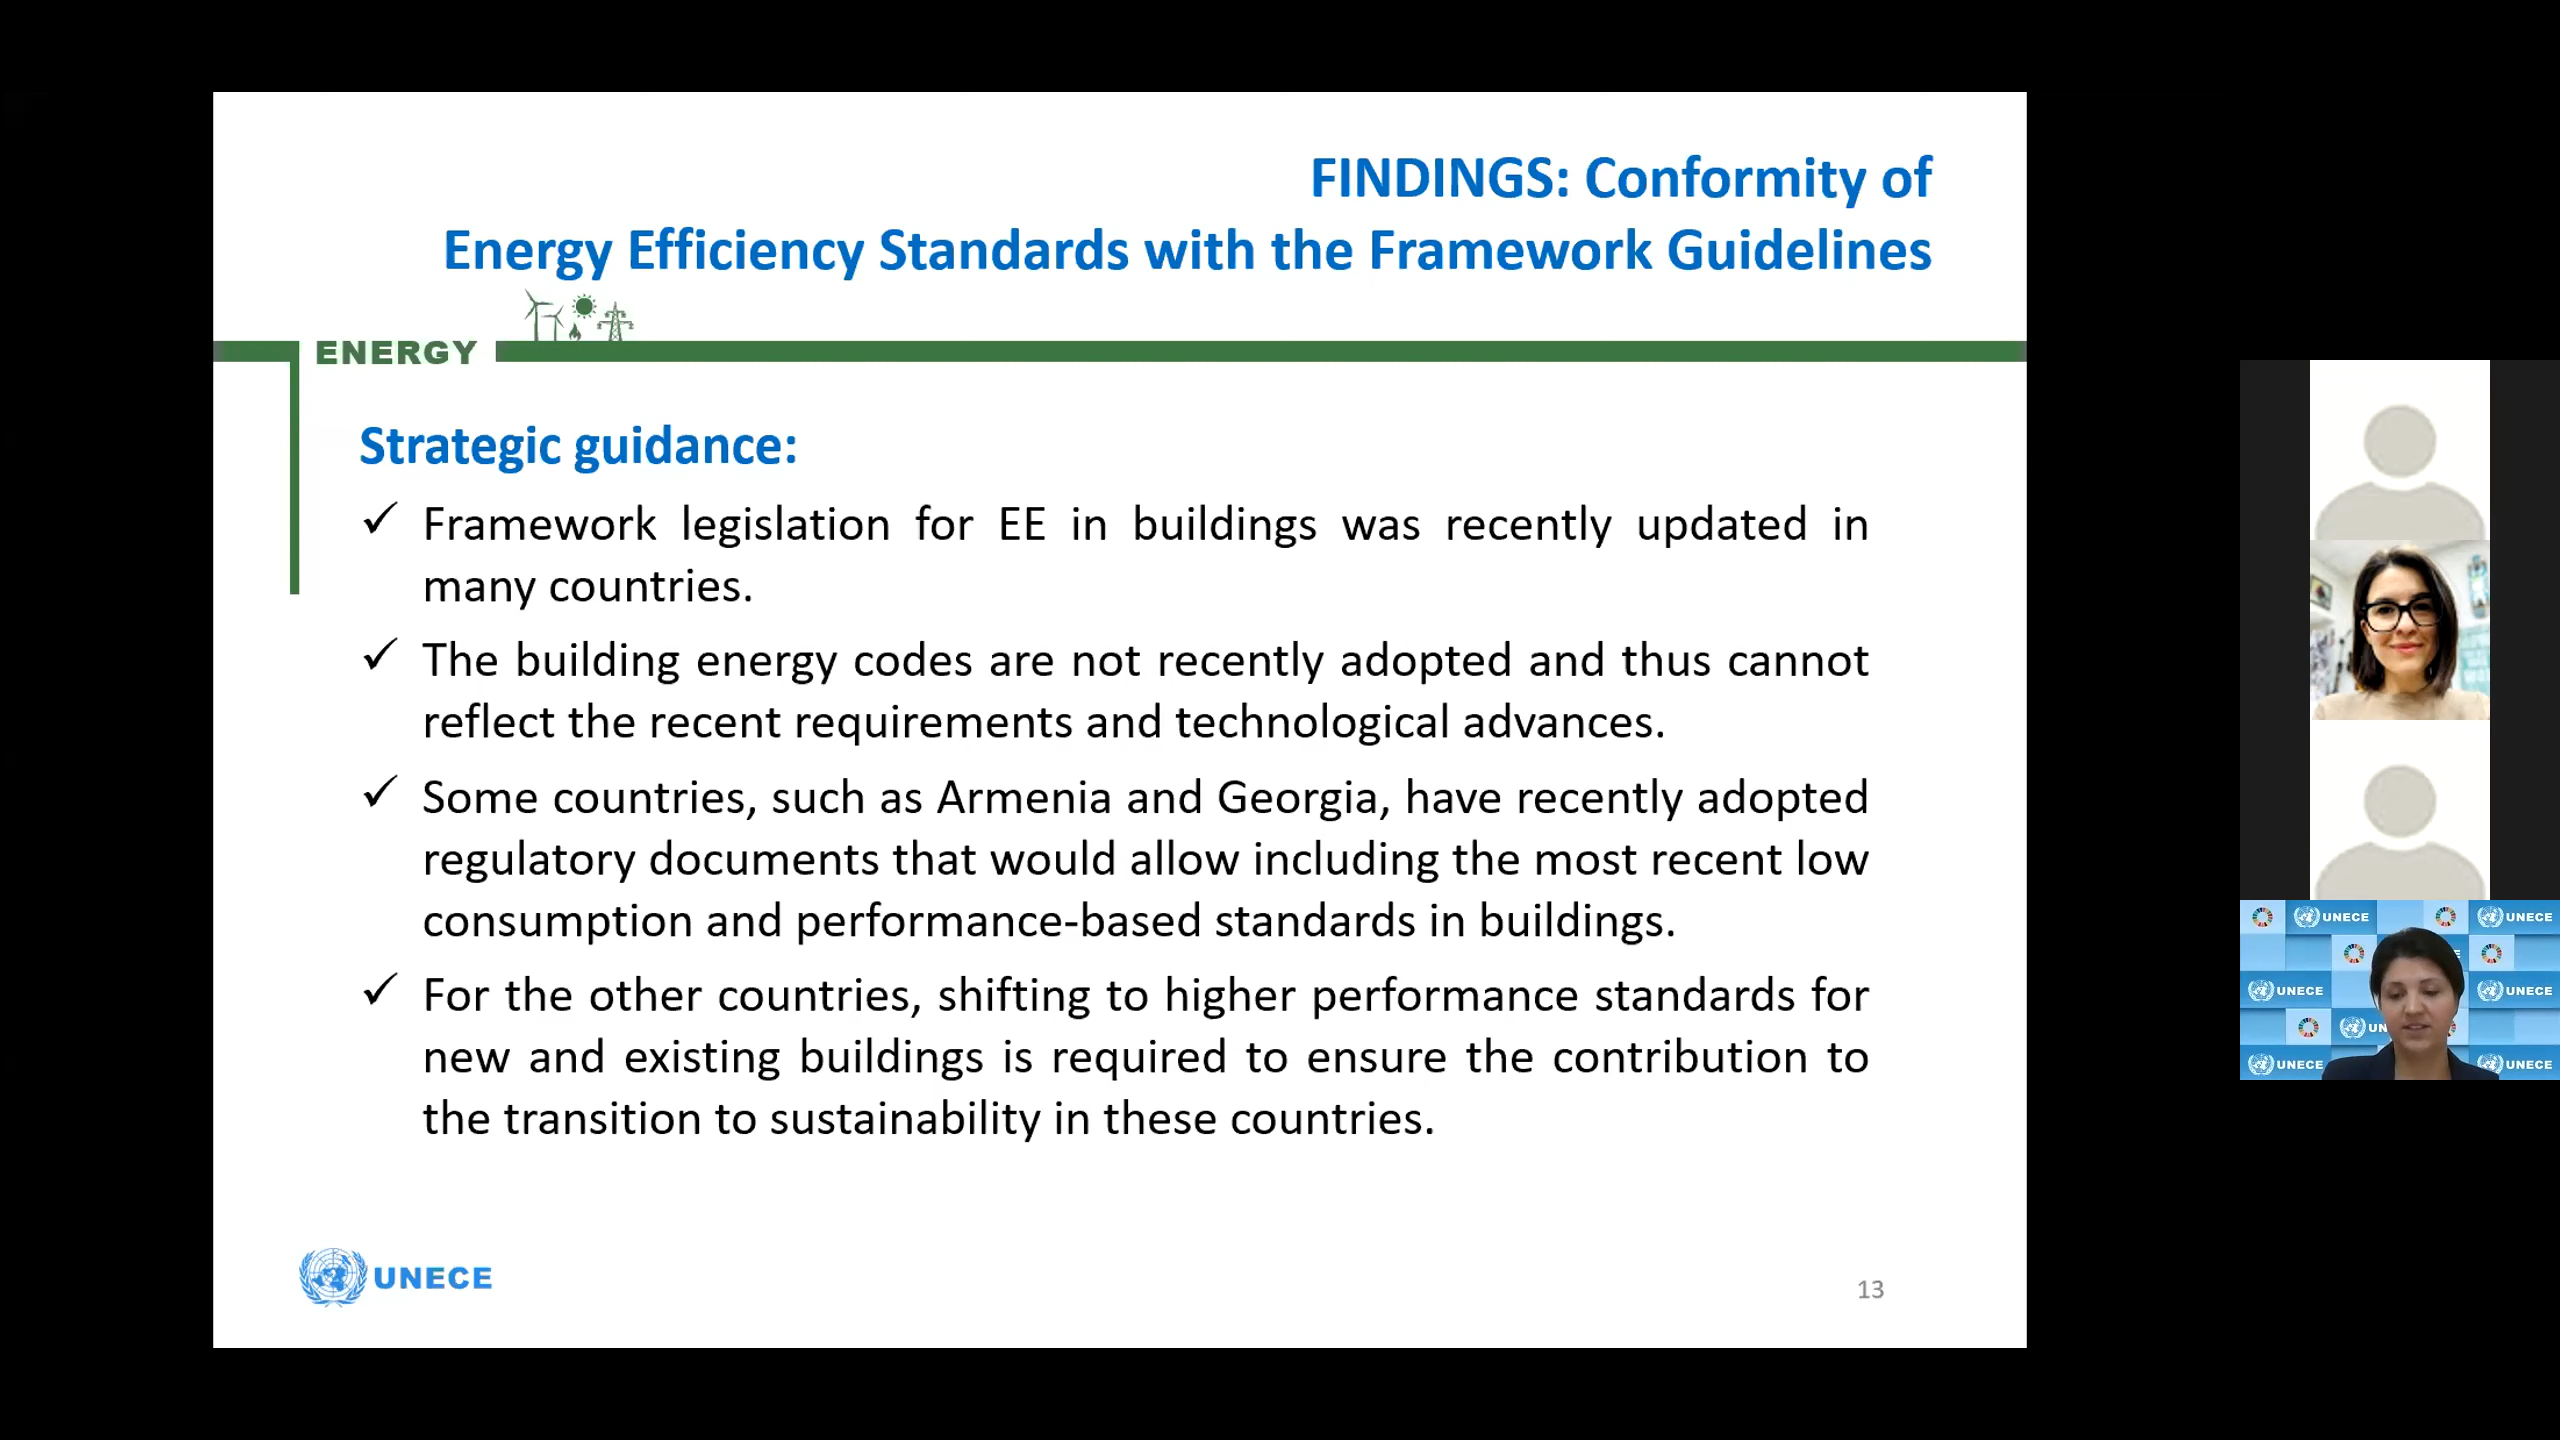 FINDINGS: Conformity of
Energy Efficiency Standards with the Framework Guidelines
ENERGY
Strategic guidance:
✓ Framework legislation for EE in buildings was recently updated in
many countries.
✓ The building energy codes are not recently adopted and thus cannot
reflect the recent requirements and technological advances.
✓ Some countries, such as Armenia and Georgia, have recently adopted
regulatory documents that would allow including the most recent low
consumption and performance-based standards in buildings.
✓ For the other countries, shifting to higher performance standards for
new and existing buildings is required to ensure the contribution to
the transition to sustainability in these countries.
UNECE
13
UNECE UNECE
UNECE UNECE
UN
UNECE UNECE